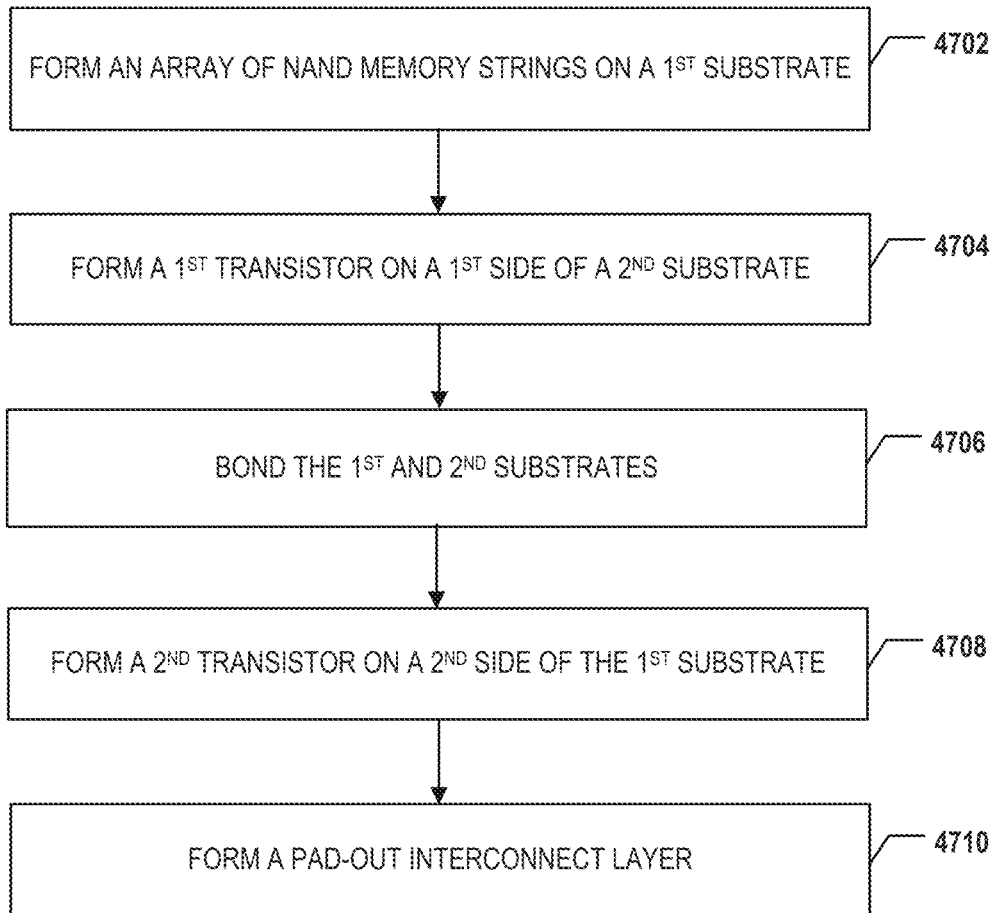 FORM AN ARRAY OF NAND MEMORY STRINGS ON A 1ST SUBSTRATE
4702
FORM A 1ST TRANSISTOR ON A 1ST SIDE OF A 2ND SUBSTRATE
4704
BOND THE 1ST AND 2ND SUBSTRATES
4706
FORM A 2ND TRANSISTOR ON A 2ND SIDE OF THE 1ST SUBSTRATE
4708
FORM A PAD-OUT INTERCONNECT LAYER
4710